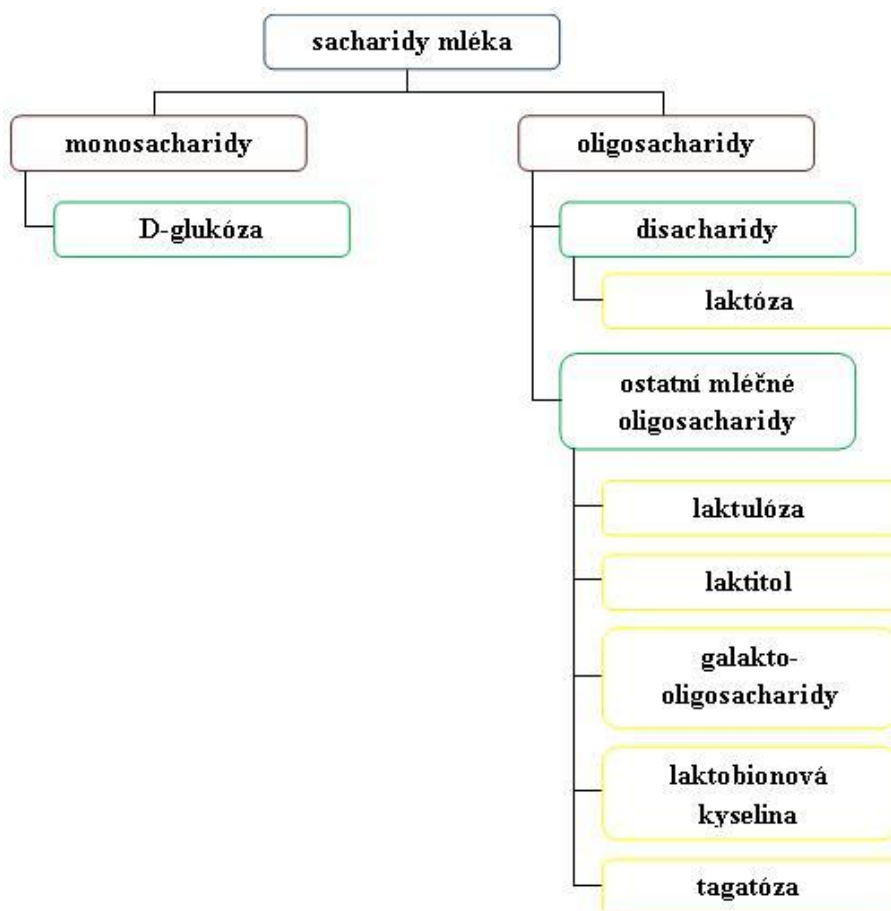 sacharidy mléka
monosacharidy
D-glukóza
oligosacharidy
disacharidy
laktóza
ostatní mléčné
oligosacharidy
laktulóza
laktitol
galakto-
oligosacharidy
laktobionová
kyselina
tagatóza